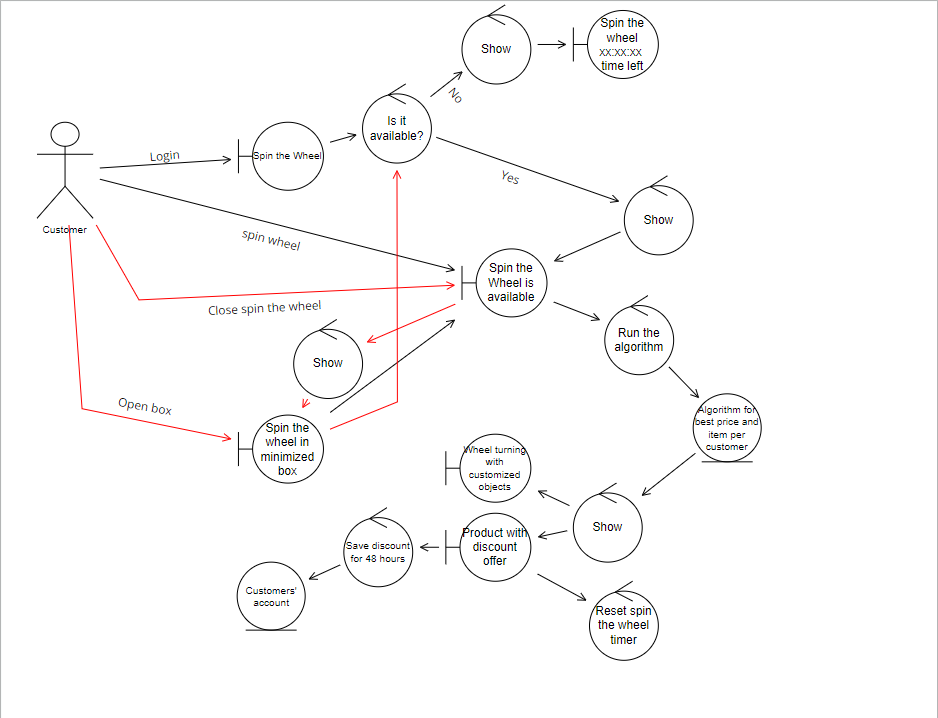 Spin the
wheel
xx:xx:xx
time left
Show
No
Is it
available?
Login
Spin the Wheel
Yes
Show
Customer
spin wheel
Spin the
Wheel is
available
Close spin the wheel
Run the
algorithm
Show
Open box
Algorithm for
best price and
item per
customer
Spin the
wheel in
minimized
box
Wheel turning
with
customized
objects
Show
Product with
discount
offer
Save discount
for 48 hours
Customers'
account
Reset spin
the wheel
timer